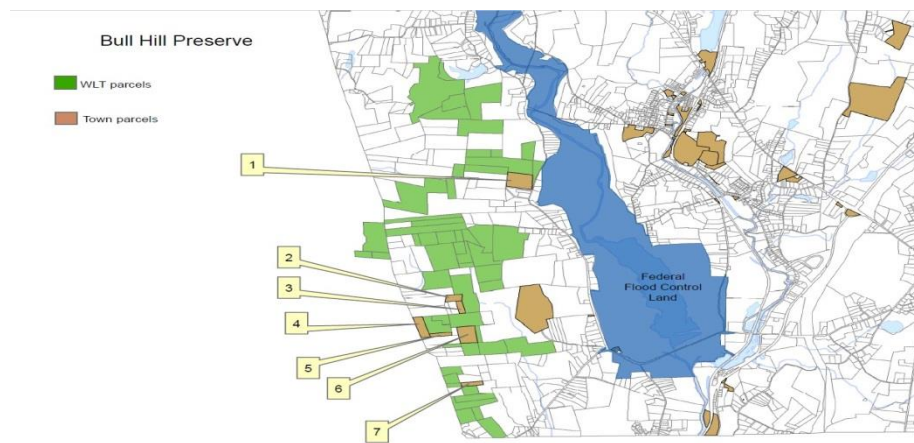 Bull Hill Preserve
WLT parcels
Town parcels
1
2
3
4
5
6
7
Federal
Flood Control
Land